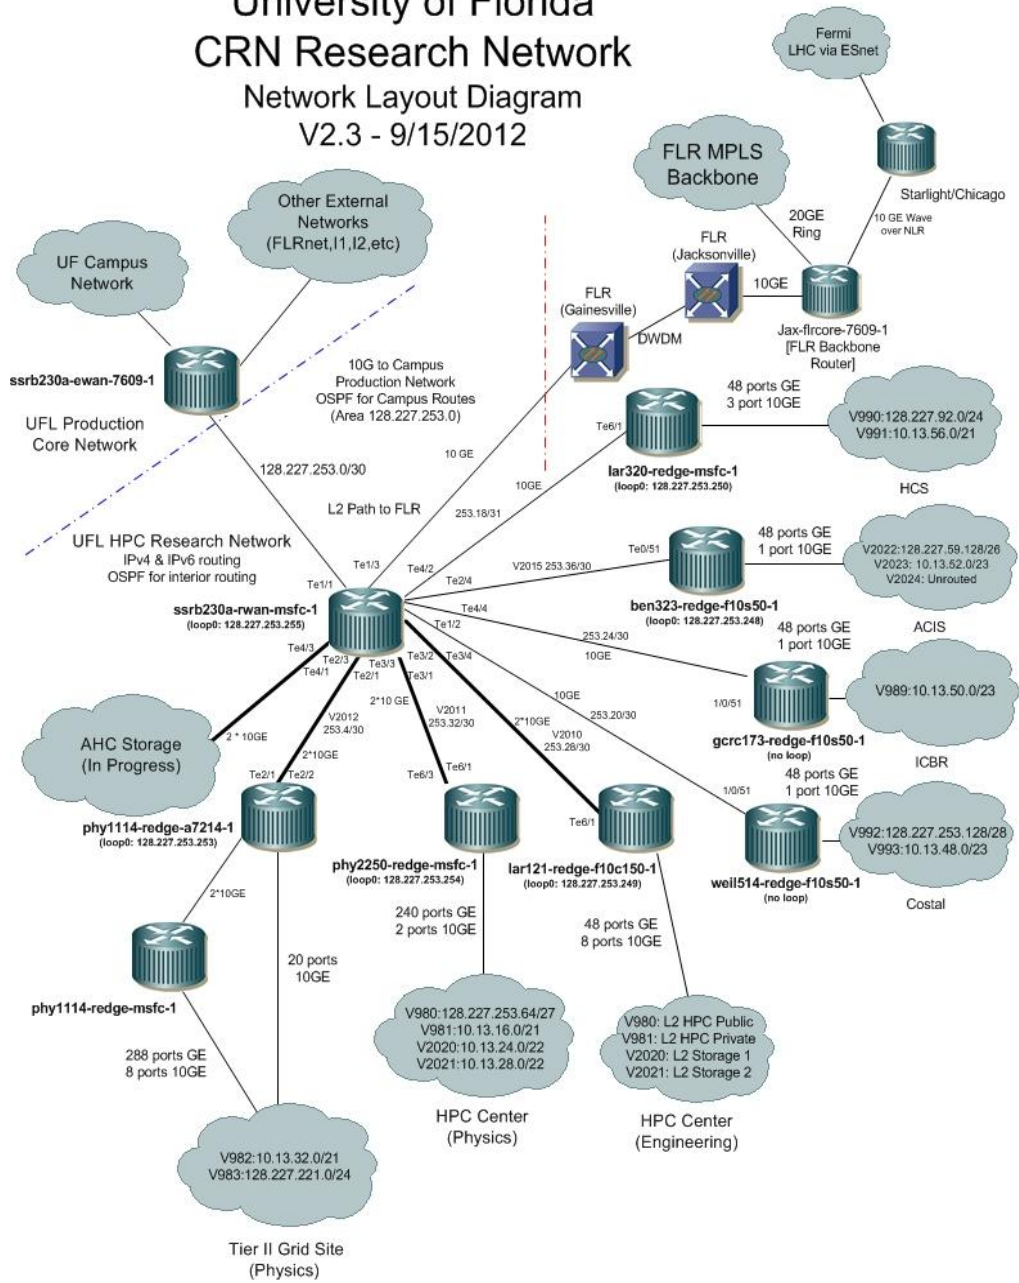 University of Florida
CRN Research Network
Network Layout Diagram
V2.3 - 9/15/2012
Fermi
LHC via ESnet
FLR MPLS
Backbone
Starlight/Chicago
20GE
Ring
10 GE Wave
over NLR
Other External
Networks
(FLRnet,I1,I2,etc)
UF Campus
Network
FLR
(Jacksonville)
10GE
FLR
(Gainesville)
DWDM
Jax-flrcore-7609-1
[FLR Backbone
Router]
ssrb230a-ewan-7609-1
UFL Production
Core Network
10G to Campus
Production Network
OSPF for Campus Routes
(Area 128.227.253.0)
48 ports GE
3 port 10GE
V990:128.227.92.0/24
V991:10.13.56.0/21
HCS
Te6/1
lar320-redge-msfc-1
(loop0: 128.227.253.250)
128.227.253.0/30
10 GE
10GE
L2 Path to FLR
253.18/31
UFL HPC Research Network
IPv4 & IPv6 routing
OSPF for interior routing
Te1/1
Te1/3
Te4/2
Te2/4
V2015 253.36/30
Te0/51
48 ports GE
1 port 10GE
V2022:128.227.59.128/26
V2023: 10.13.52.0/23
V2024: Unrouted
ACIS
ben323-redge-f10s50-1
(loop0: 128.227.253.248)
ssrb230a-rwan-msfc-1
(loop0: 128.227.253.255)
Te4/4
Te1/2
253.24/30
10GE
48 ports GE
1 port 10GE
V989:10.13.50.0/23
ICBR
1/0/51
gcrc173-redge-f10s50-1
(no loop)
Te4/3
Te4/1
Te2/3
Te2/1
Te3/3
Te3/1
Te3/2
Te3/4
10GE
253.20/30
AHC Storage
(In Progress)
2 * 10GE
V2012
253.4/30
2*10GE
2*10 GE
V2011
253.32/30
2*10GE
V2010
253.28/30
48 ports GE
1 port 10GE
1/0/51
V992:128.227.253.128/28
V993:10.13.48.0/23
Costal
weil514-redge-f10s50-1
(no loop)
Te2/1
Te2/2
phy1114-redge-a7214-1
(loop0: 128.227.253.253)
Te6/3
Te6/1
phy2250-redge-msfc-1
(loop0: 128.227.253.254)
Te6/1
lar121-redge-f10c150-1
(loop0: 128.227.253.249)
2*10GE
240 ports GE
2 ports 10GE
48 ports GE
8 ports 10GE
20 ports
10GE
phy1114-redge-msfc-1
288 ports GE
8 ports 10GE
V980:128.227.253.64/27
V981:10.13.16.0/21
V2020:10.13.24.0/22
V2021:10.13.28.0/22
HPC Center
(Physics)
V980: L2 HPC Public
V981: L2 HPC Private
V2020: L2 Storage 1
V2021: L2 Storage 2
HPC Center
(Engineering)
V982:10.13.32.0/21
V983:128.227.221.0/24
Tier II Grid Site
(Physics)